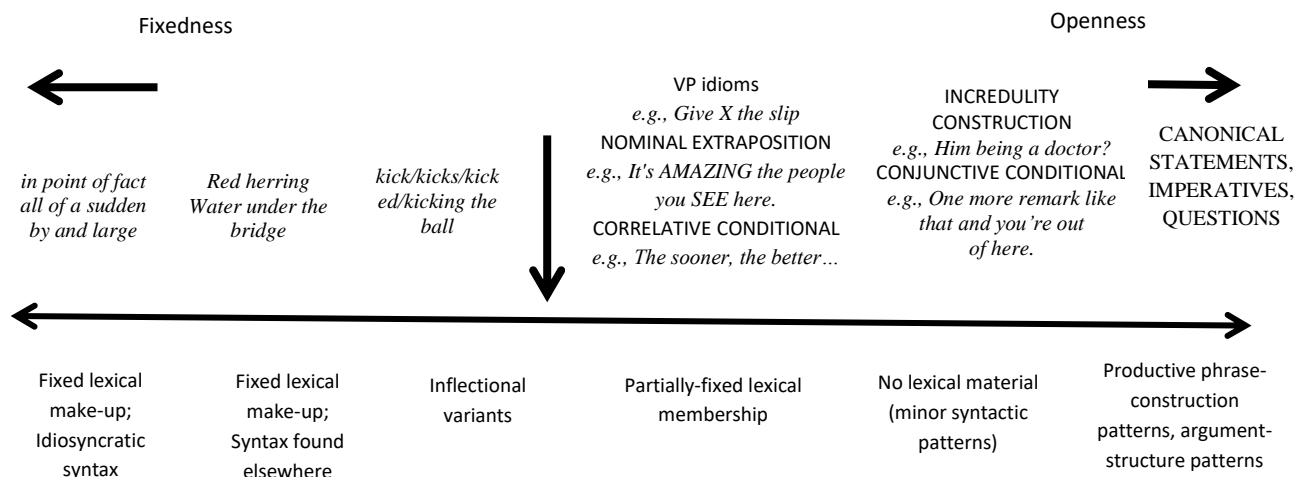 Fixedness
Openness
in point of fact
all of a sudden
by and large
Red herring
Water under the
bridge
kick/kicks/kick
ed/kicking the
ball
VP idioms
e.g., Give X the slip
NOMINAL EXTRAPOSITION
e.g., It's AMAZING the people
you SEE here.
CORRELATIVE CONDITIONAL
e.g., The sooner, the better…
INCREDULITY
CONSTRUCTION
e.g., Him being a doctor?
CONJUNCTIVE CONDITIONAL
e.g., One more remark like
that and you’re out
of here.
CANONICAL
STATEMENTS,
IMPERATIVES,
QUESTIONS
Fixed lexical
make-up;
Idiosyncratic
syntax
Fixed lexical
make-up;
Syntax found
elsewhere
Inflectional
variants
Partially-fixed lexical
membership
No lexical material
(minor syntactic
patterns)
Productive phrase-
construction
patterns, argument-
structure patterns